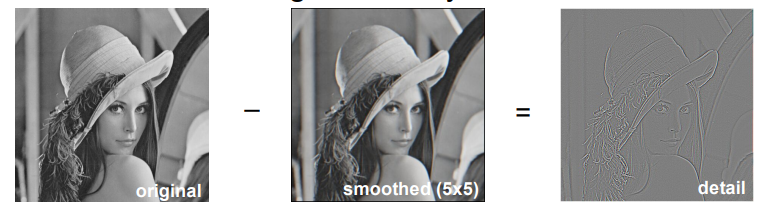 original
–
smoothed (5x5)
=
detail